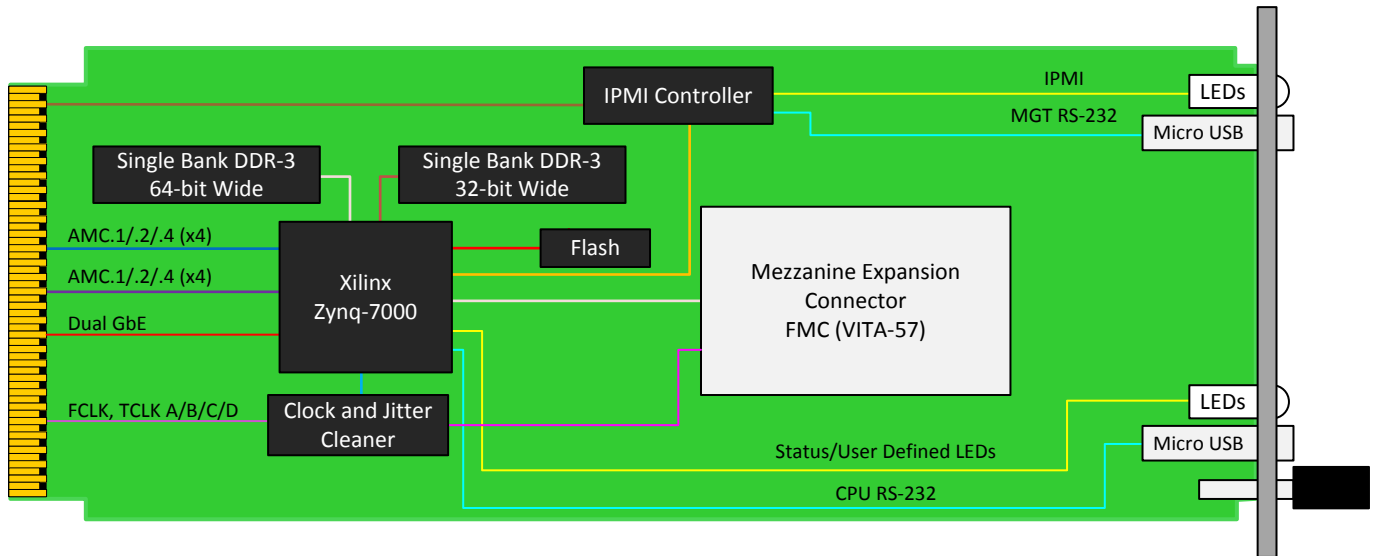 IPMI
IPMI Controller
LEDs
MGT RS-232
Micro USB
Single Bank DDR-3
64-bit Wide
Single Bank DDR-3
32-bit Wide
AMC.1/.2/.4 (x4)
Flash
Xilinx
Zynq-7000
Mezzanine Expansion
Connector
FMC (VITA-57)
AMC.1/.2/.4 (x4)
Dual GbE
FCLK, TCLK A/B/C/D
Clock and Jitter
Cleaner
LEDs
Status/User Defined LEDs
Micro USB
CPU RS-232